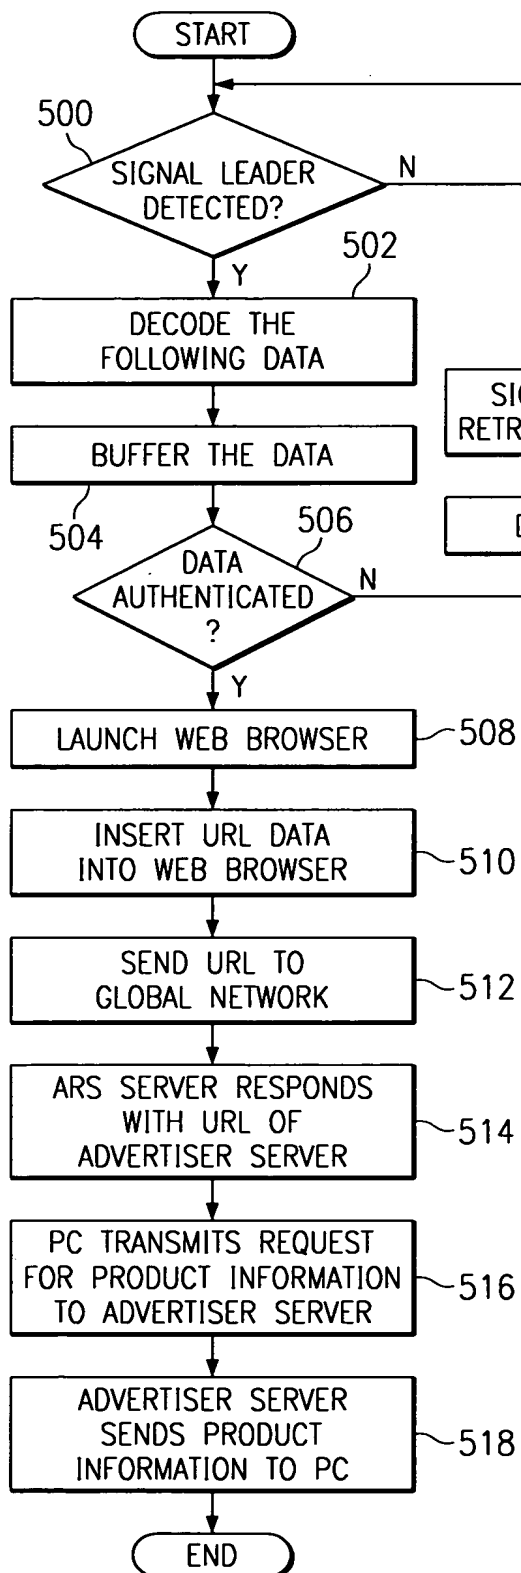 START
500
SIGNAL LEADER
DETECTED?
N
Y
502
DECODE THE
FOLLOWING DATA
BUFFER THE DATA
504
506
DATA
AUTHENTICATED
?
N
Y
LAUNCH WEB BROWSER
508
INSERT URL DATA
INTO WEB BROWSER
510
SEND URL TO
GLOBAL NETWORK
512
ARS SERVER RESPONDS
WITH URL OF
ADVERTISER SERVER
514
PC TRANSMITS REQUEST
FOR PRODUCT INFORMATION
TO ADVERTISER SERVER
516
ADVERTISER SERVER
SENDS PRODUCT
INFORMATION TO PC
518
END